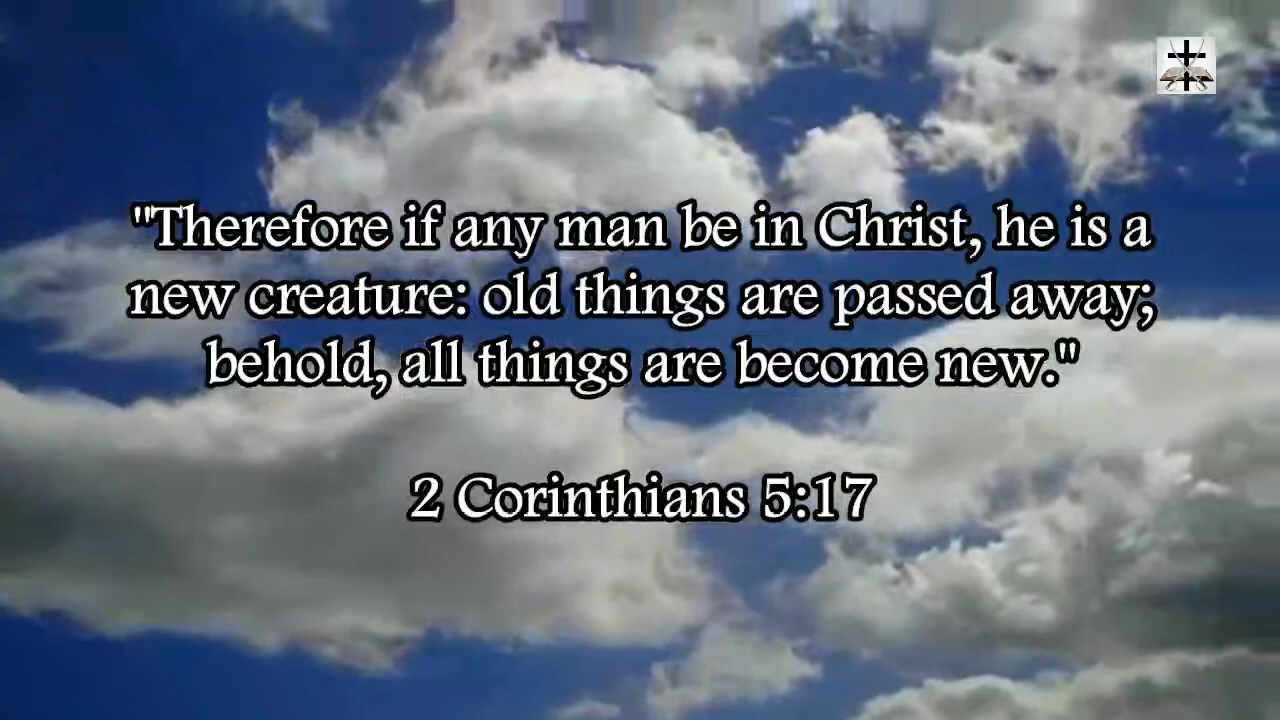 "Therefore if any man be in Christ, he is a
new creature: old things are passed away;
behold, all things are become new."
2 Corinthians 5:17